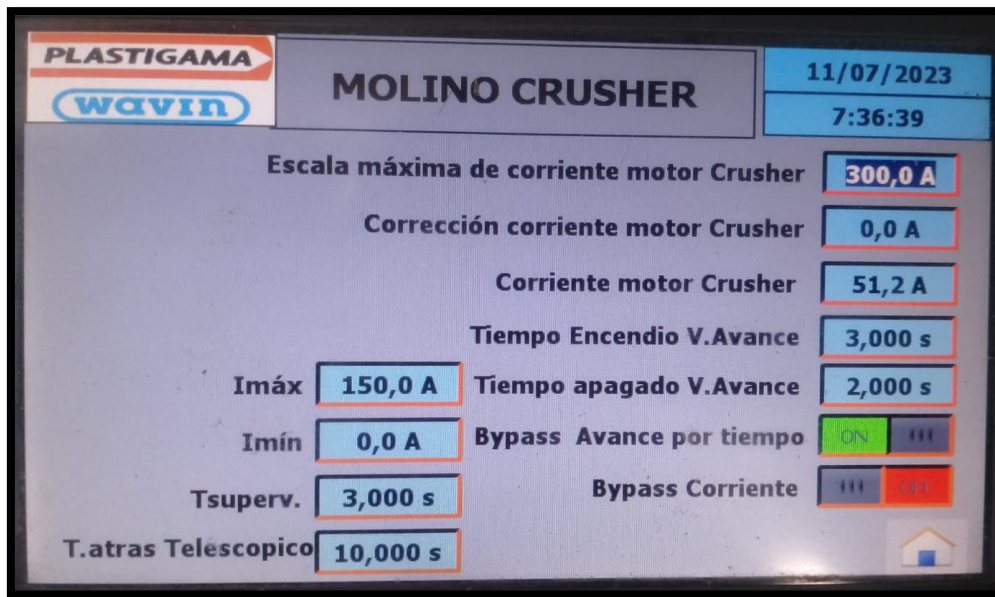 PLASTIGAMA
wavin
MOLINO CRUSHER
11/07/2023
7:36:39
Escala máxima de corriente motor Crusher 300,0 A
Corrección corriente motor Crusher 0,0 A
Corriente motor Crusher 51,2 A
Tiempo Encendio V.Avance 3,000 s
Imáx 150,0 A Tiempo apagado V.Avance 2,000 s
Imín 0,0 A Bypass Avance por tiempo ON
Tsuperv. 3,000 s Bypass Corriente OFF
T.atras Telescopico 10,000 s